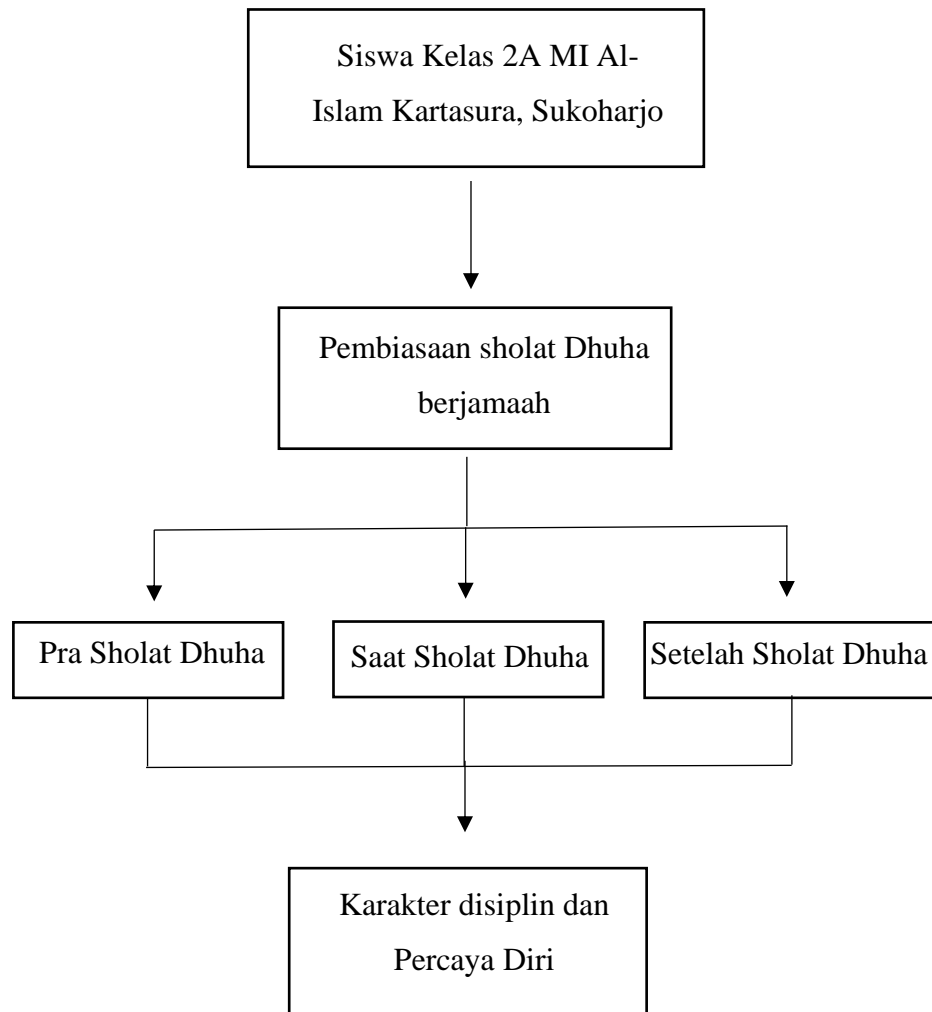 Siswa Kelas 2A MI Al-
Islam Kartasura, Sukoharjo
Pembiasaan sholat Dhuha
berjamaah
Pra Sholat Dhuha
Saat Sholat Dhuha
Setelah Sholat Dhuha
Karakter disiplin dan
Percaya Diri